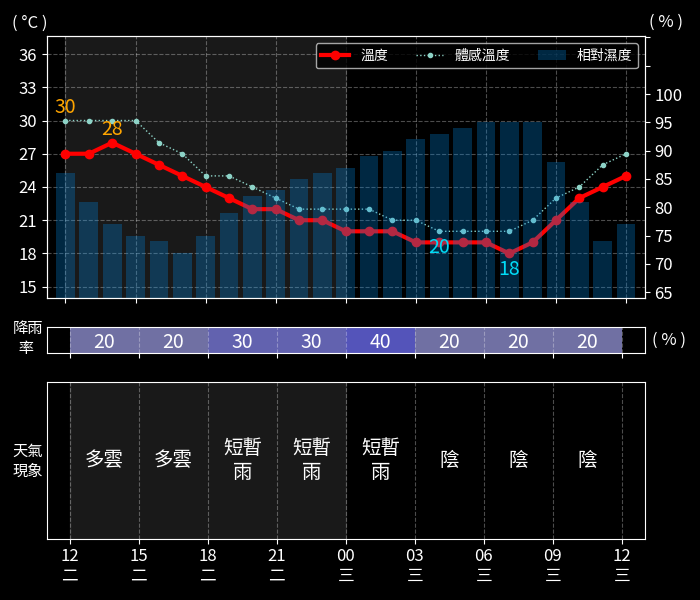 ( °C )
( % )
溫度
體感溫度
相對濕度
36
33
30
27
24
21
18
15
100
95
90
85
80
75
70
65
30
28
20
18
降雨
率
20
20
30
30
40
20
20
20
( % )
天氣
現象
多雲
多雲
短暫
雨
短暫
雨
短暫
雨
陰
陰
陰
12
二
15
二
18
二
21
二
00
三
03
三
06
三
09
三
12
三